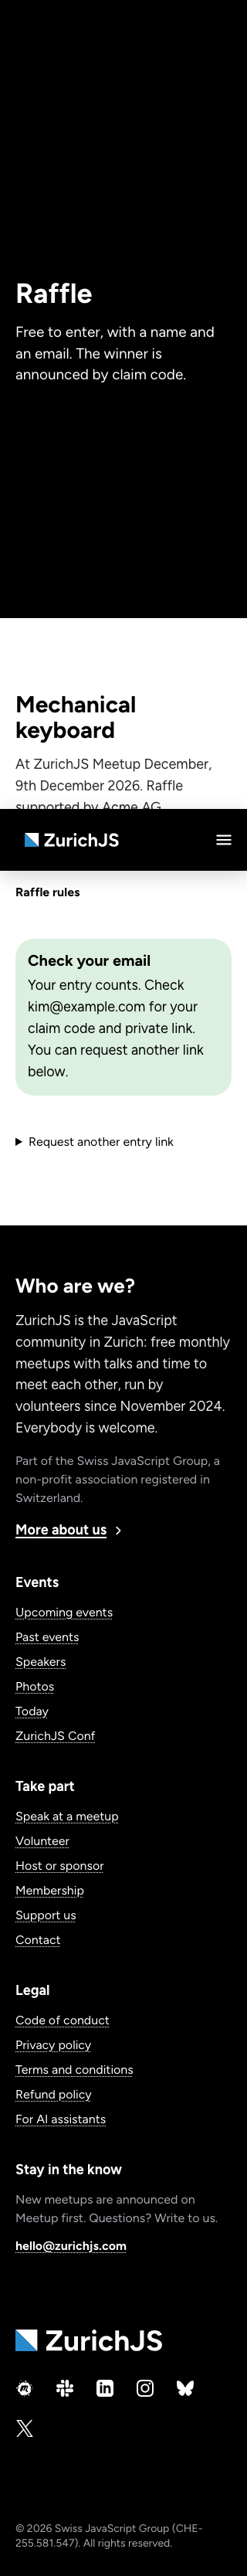 Raffle
Free to enter, with a name and
an email. The winner is
announced by claim code.
Mechanical
keyboard
At ZurichJS Meetup December,
9th December 2026. Raffle
supported by Acme AG
ZurichJS
Raffle rules
Check your email
Your entry counts. Check
kim@example.com for your
claim code and private link.
You can request another link
below.
Request another entry link
Who are we?
ZurichJS is the JavaScript
community in Zurich: free monthly
meetups with talks and time to
meet each other, run by
volunteers since November 2024.
Everybody is welcome.
Part of the Swiss JavaScript Group, a
non-profit association registered in
Switzerland.
More about us
Events
Upcoming events
Past events
Speakers
Photos
Today
ZurichJS Conf
Take part
Speak at a meetup
Volunteer
Host or sponsor
Membership
Support us
Contact
Legal
Code of conduct
Privacy policy
Terms and conditions
Refund policy
For AI assistants
Stay in the know
New meetups are announced on
Meetup first. Questions? Write to us.
hello@zurichjs.com
ZurichJS
© 2026 Swiss JavaScript Group (CHE-
255.581.547). All rights reserved.